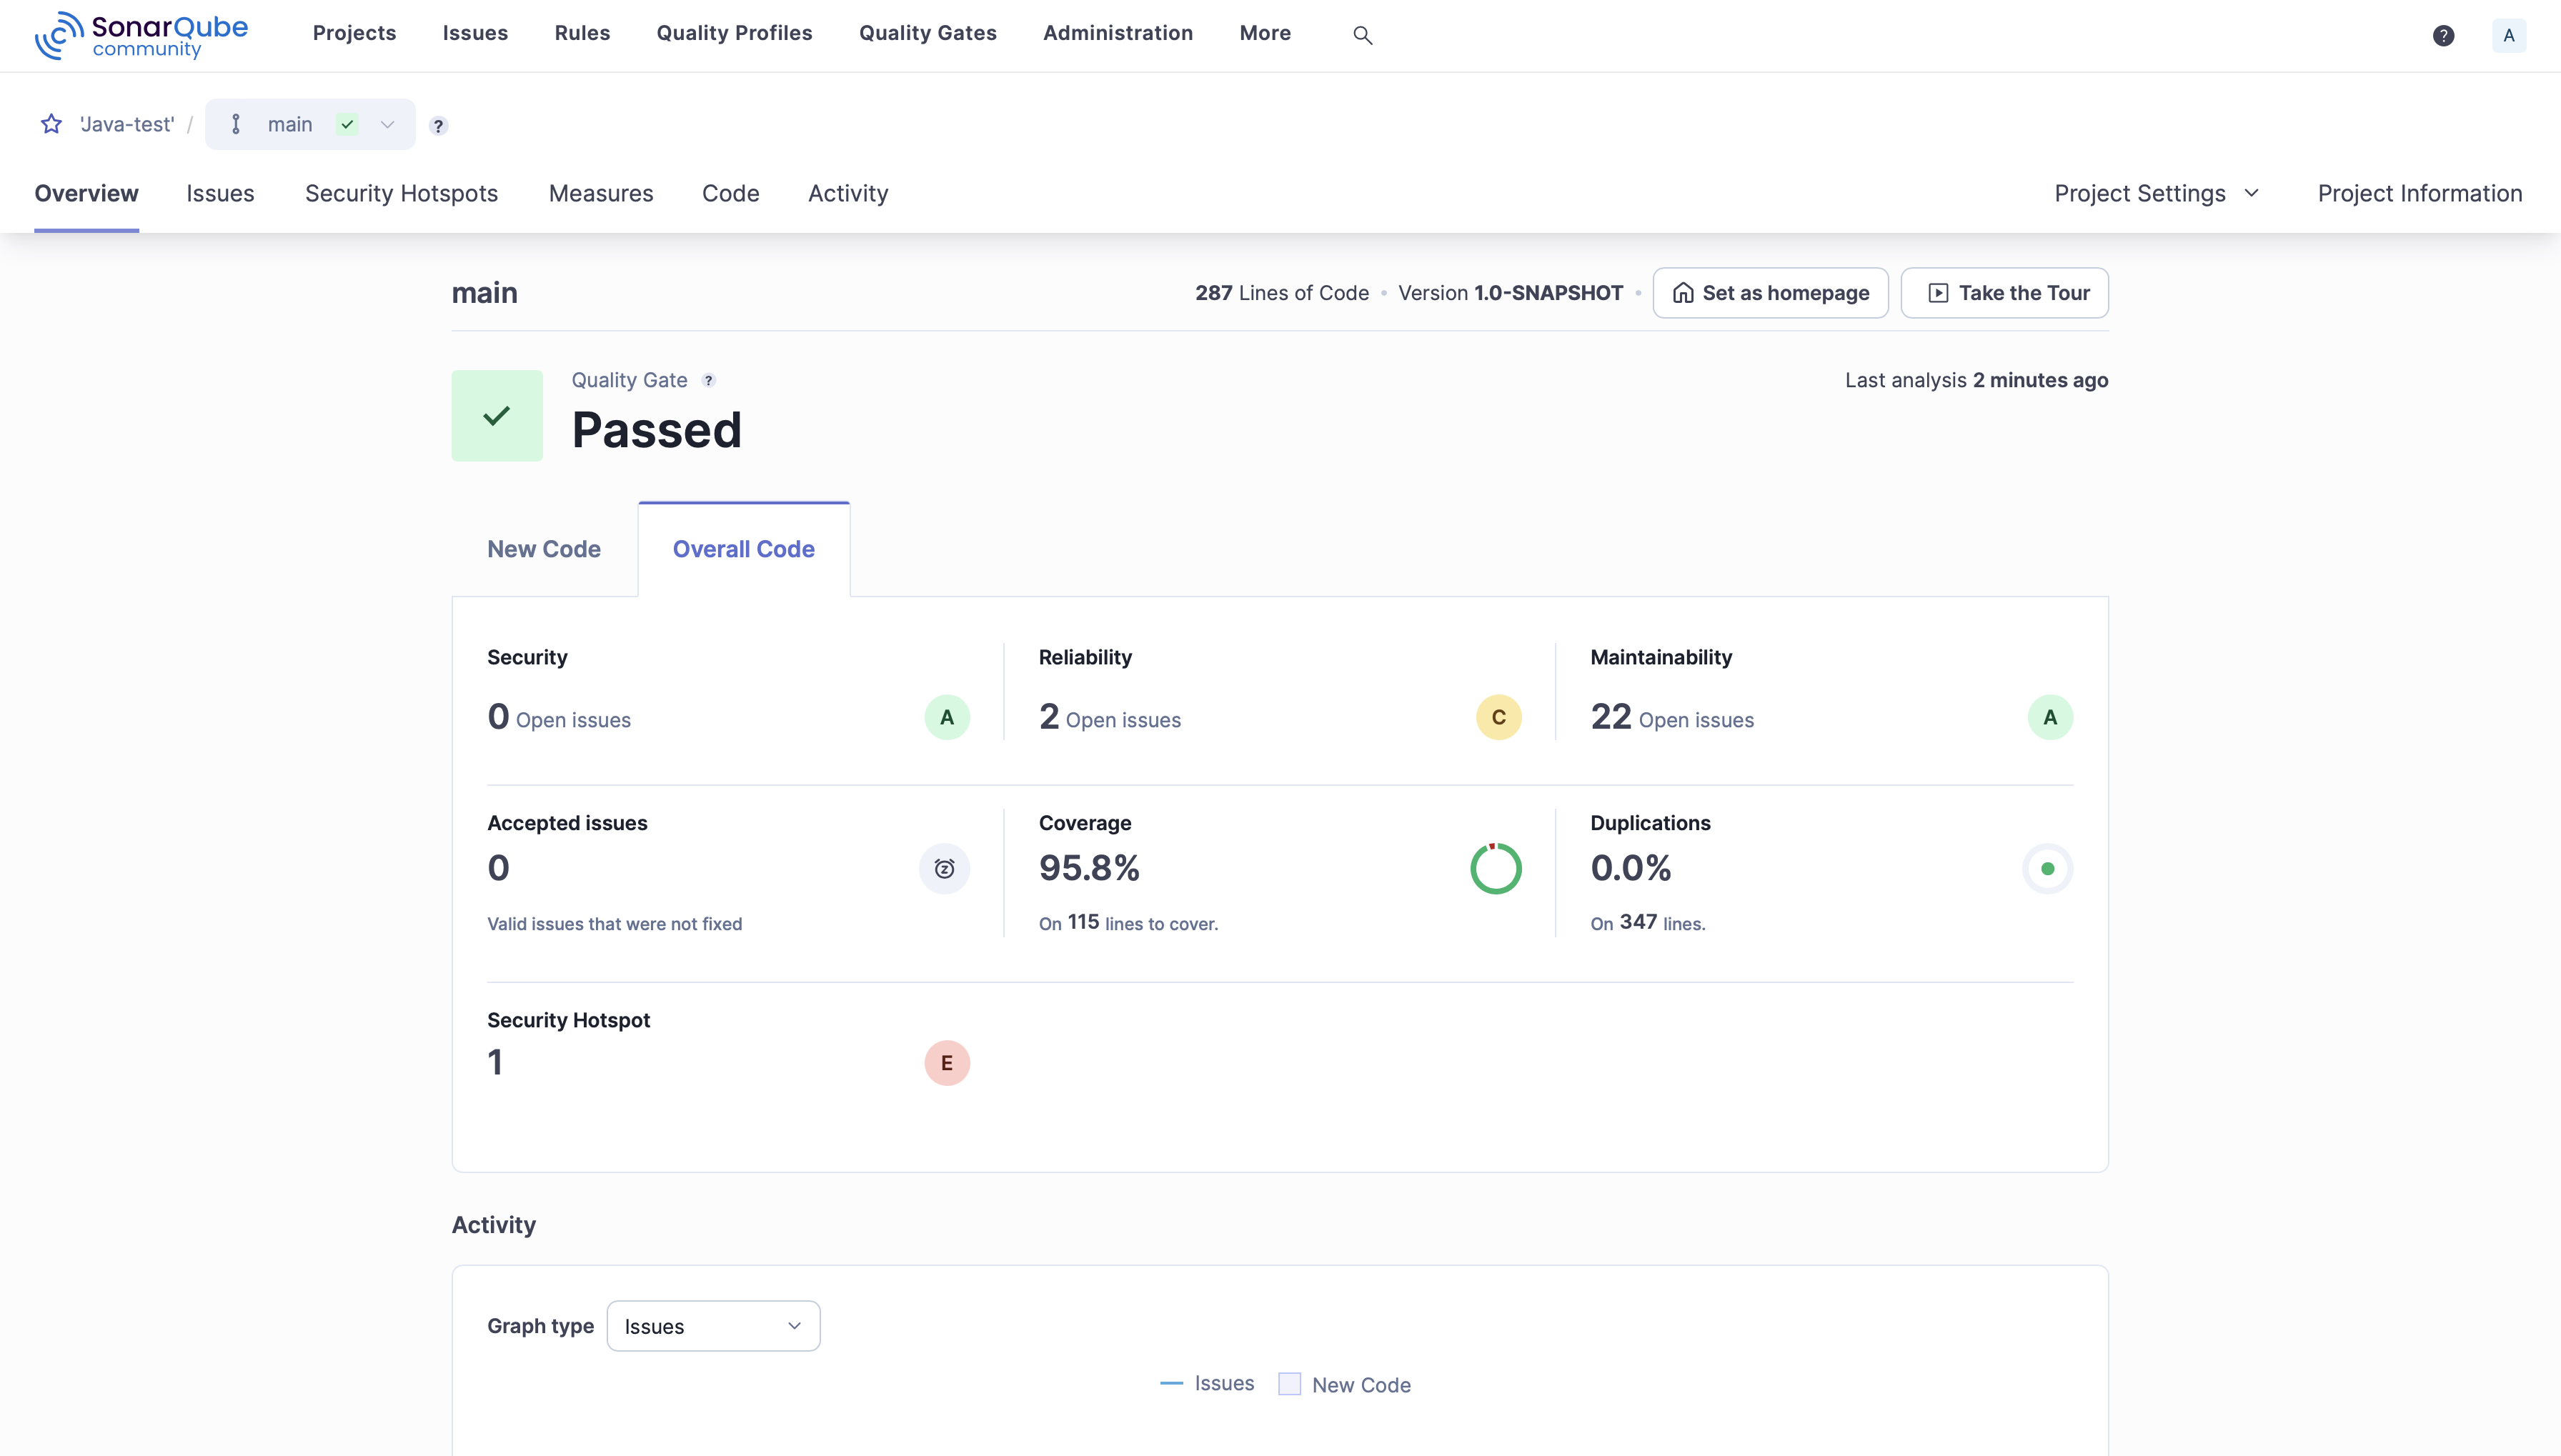 SonarQube community Projects Issues Rules Quality Profiles Quality Gates Administration More ? A
'Java-test' / main ?
Overview Issues Security Hotspots Measures Code Activity Project Settings Project Information
main 287 Lines of Code • Version 1.0-SNAPSHOT • Set as homepage Take the Tour
Quality Gate ? Last analysis 2 minutes ago
Passed
New Code Overall Code
Security Reliability Maintainability
0 Open issues A 2 Open issues C 22 Open issues A
Accepted issues Coverage Duplications
0 z 95.8% 0.0%
Valid issues that were not fixed On 115 lines to cover. On 347 lines.
Security Hotspot
1 E
Activity
Graph type Issues
Issues New Code